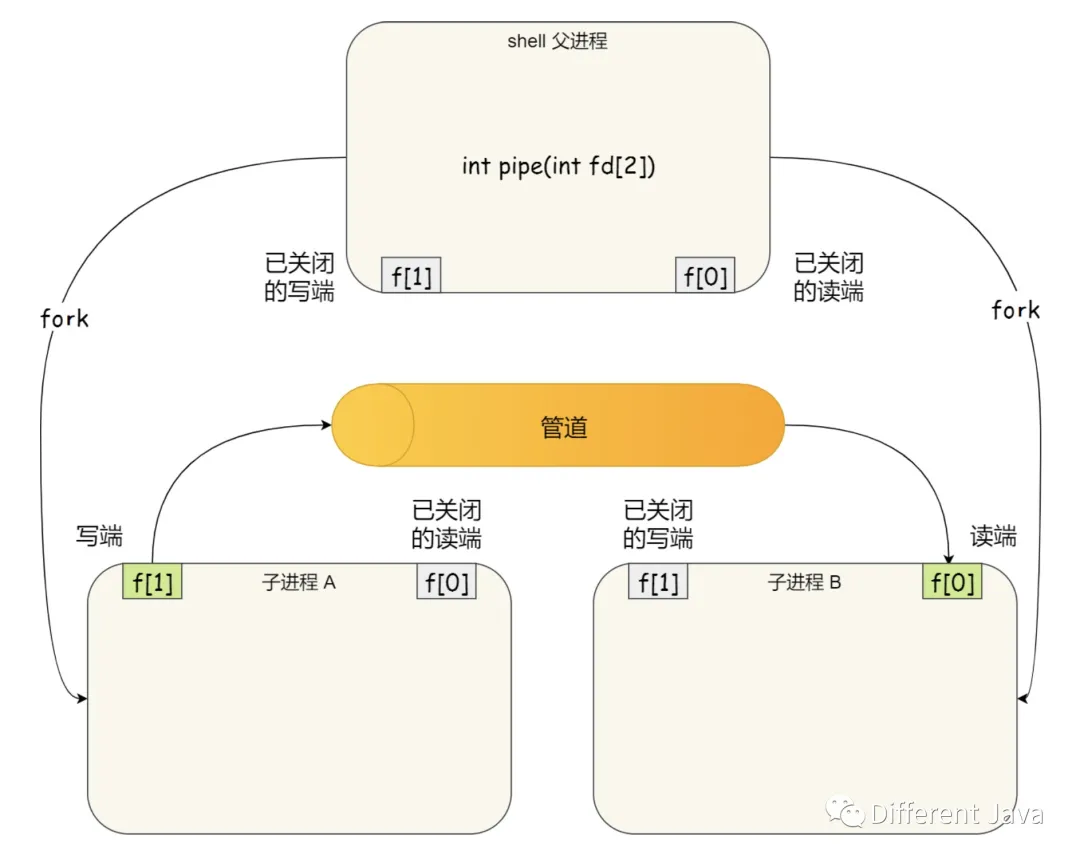 shell 父进程
int pipe(int fd[2])
已关闭
的写端
f[1]
f[0]
已关闭
的读端
fork
fork
管道
写端
已关闭
的读端
已关闭
的写端
读端
f[1]
子进程 A
f[0]
f[1]
子进程 B
f[0]
Different Java